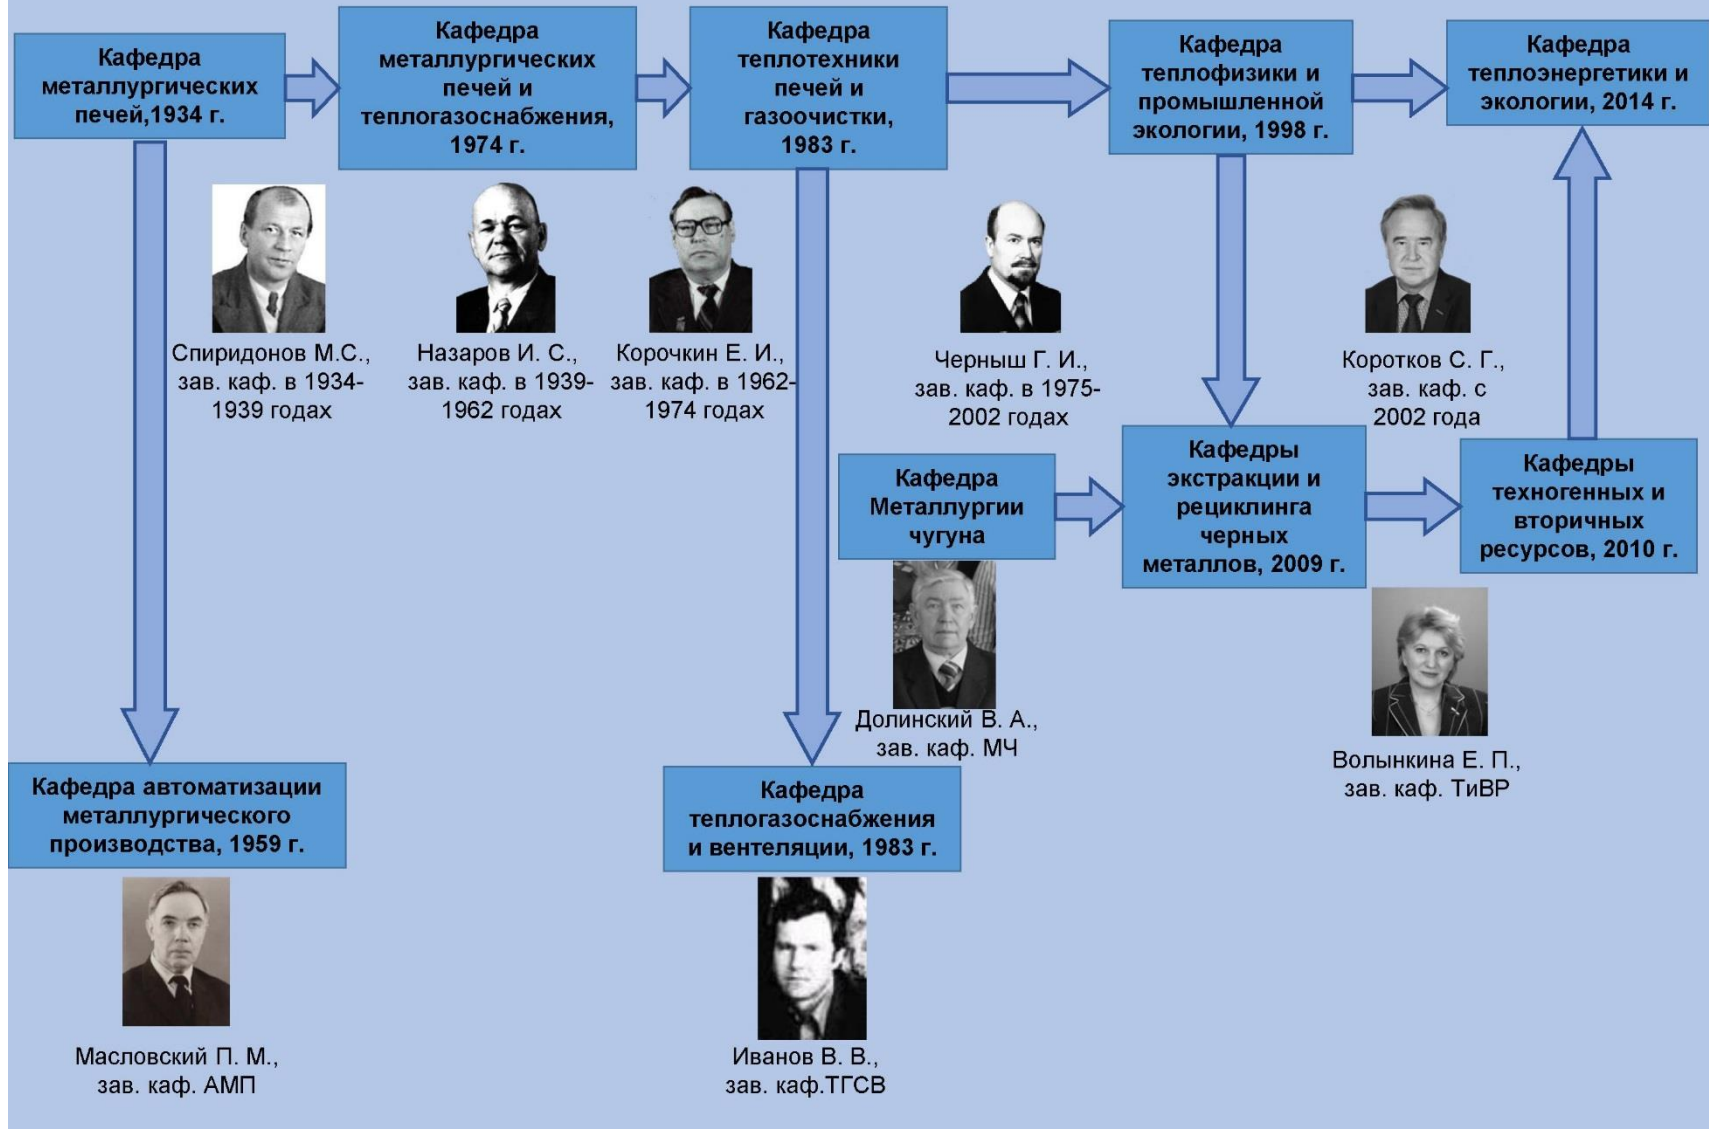 Кафедра
металлургических
печей,1934 г.
Кафедра
металлургических
печей и
теплогазоснабжения,
1974 г.
Кафедра
теплотехники
печей и
газоочистки,
1983 г.
Кафедра
теплофизики и
промышленной
экологии, 1998 г.
Кафедра
теплоэнергетики и
экологии, 2014 г.
Спиридонов М.С.,
зав. каф. в 1934-
1939 годах
Назаров И. С.,
зав. каф. в 1939-
1962 годах
Корочкин Е. И.,
зав. каф. в 1962-
1974 годах
Черныш Г. И.,
зав. каф. в 1975-
2002 годах
Коротков С. Г.,
зав. каф. с
2002 года
Кафедра
Металлургии
чугуна
Кафедры
экстракции и
рециклинга
черных
металлов, 2009 г.
Кафедры
техногенных и
вторичных
ресурсов, 2010 г.
Долинский В. А.,
зав. каф. МЧ
Волынкина Е. П.,
зав. каф. ТиВР
Кафедра автоматизации
металлургического
производства, 1959 г.
Кафедра
теплогазоснабжения
и вентеляции, 1983 г.
Масловский П. М.,
зав. каф. АМП
Иванов В. В.,
зав. каф.ТГСВ